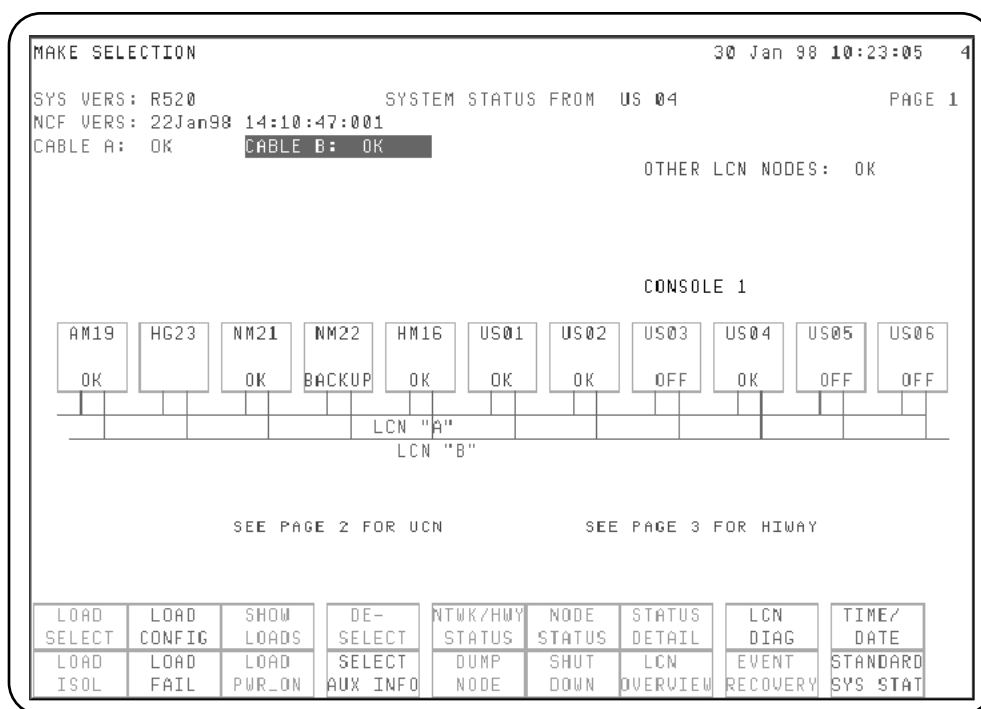 MAKE SELECTION 30 Jan 98 10:23:05 4
SYS VERS: R520 SYSTEM STATUS FROM US 04 PAGE 1
NCF VERS: 22Jan98 14:10:47:001
CABLE A: OK CABLE B: OK
OTHER LCN NODES: OK
CONSOLE 1
AM19 HG23 NM21 NM22 HM16 US01 US02 US03 US04 US05 US06
OK OK BACKUP OK OK OK OFF OK OFF OFF
LCN "A"
LCN "B"
SEE PAGE 2 FOR UCN SEE PAGE 3 FOR HIWAY
LOAD LOAD SHOW DE- NTWK/HWY NODE STATUS LCN TIME/
SELECT CONFIG LOADS SELECT STATUS STATUS DETAIL DIAG DATE
LOAD LOAD LOAD SELECT DUMP SHUT LCN EVENT STANDARD
ISOL FAIL PWR_ON AUX INFO NODE DOWN OVERVIEW RECOVERY SYS STAT